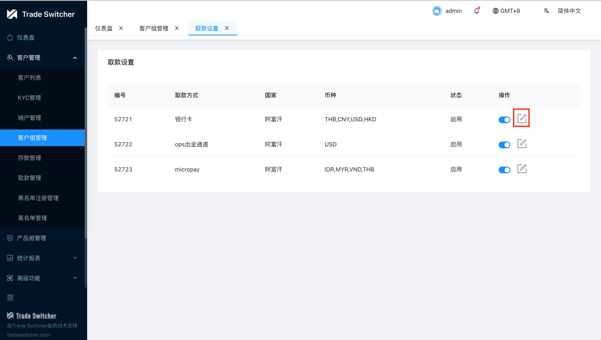 Trade Switcher
admin
GMT+8
简体中文
仪表盘
客户组管理
取款设置
仪表盘
客户管理
客户列表
KYC管理
销户管理
客户组管理
存款管理
取款管理
黑名单注册管理
黑名单管理
产品组管理
统计报表
高级功能
Trade Switcher
由Trade Switcher提供技术支持
tradeswitcher.com
取款设置
编号 取款方式 国家 币种 状态 操作
52721 银行卡 阿富汗 THB,CNY,USD,HKD 启用
52722 ops出金通道 阿富汗 USD 启用
52723 micropay 阿富汗 IDR,MYR,VND,THB 启用